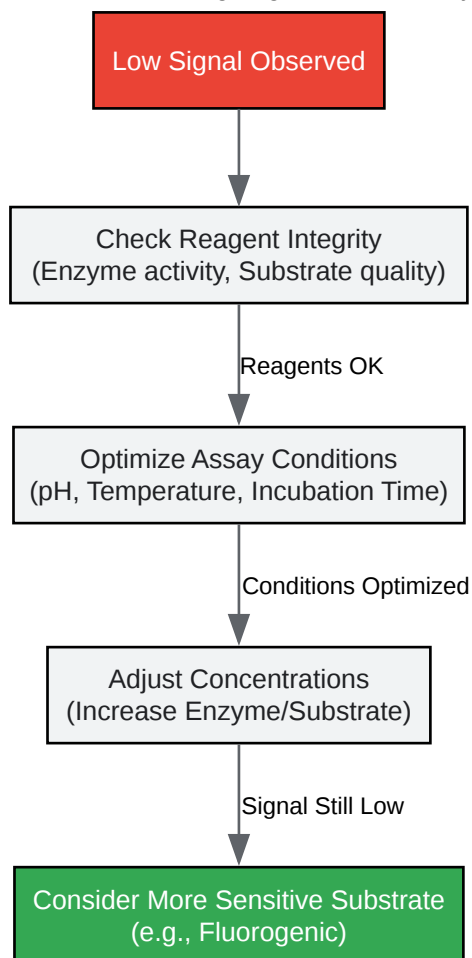 Low Signal Observed
Check Reagent Integrity
(Enzyme activity, Substrate quality)
Reagents OK
Optimize Assay Conditions
(pH, Temperature, Incubation Time)
Conditions Optimized
Adjust Concentrations
(Increase Enzyme/Substrate)
Signal Still Low
Consider More Sensitive Substrate
(e.g., Fluorogenic)